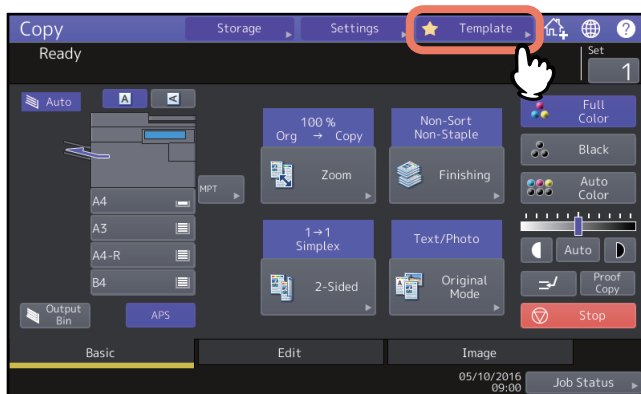 Copy
Storage
Settings
Template
?
Ready
Set
1
Auto
A
A
100 %
Org → Copy
Zoom
Non-Sort
Non-Staple
Finishing
Full
Color
Black
Auto
Color
MPT
A4
A3
A4-R
B4
1→1
Simplex
2-Sided
Text/Photo
Original
Mode
Auto
Proof
Copy
Output
Bin
APS
Stop
Basic
Edit
Image
05/10/2016
09:00
Job Status